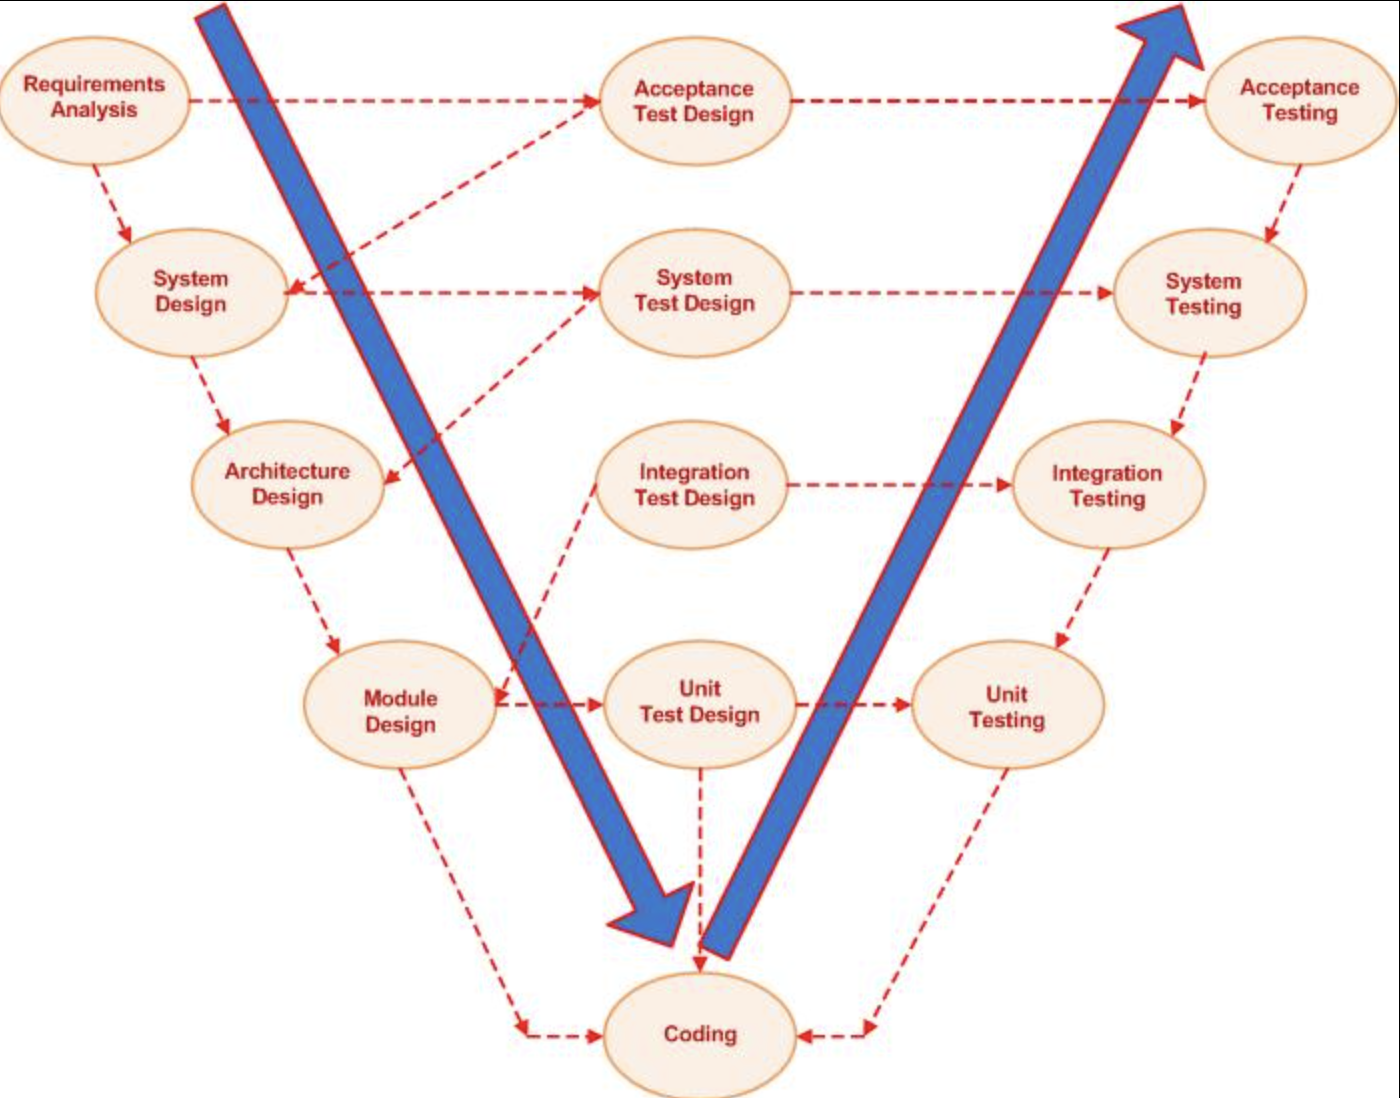 Requirements
Analysis
Acceptance
Test Design
Acceptance
Testing
System
Design
System
Test Design
System
Testing
Architecture
Design
Integration
Test Design
Integration
Testing
Module
Design
Unit
Test Design
Unit
Testing
Coding